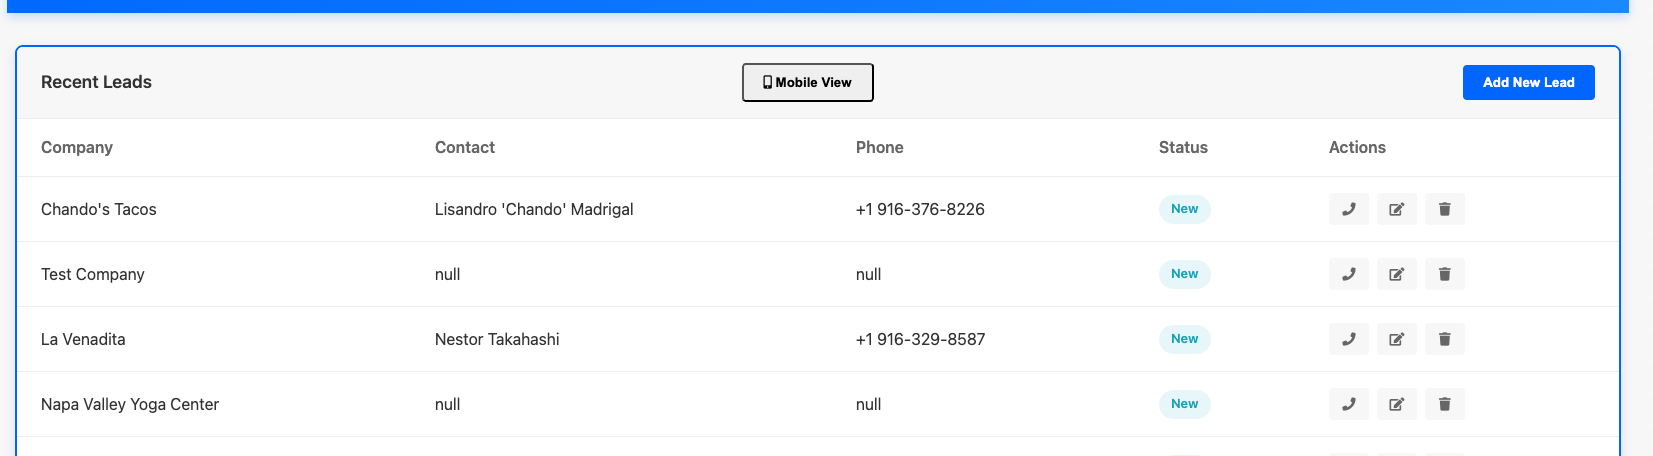 Recent Leads
Mobile View
Add New Lead
Company Contact Phone Status Actions
Chando's Tacos Lisandro 'Chando' Madrigal +1 916-376-8226 New
Test Company null null New
La Venadita Nestor Takahashi +1 916-329-8587 New
Napa Valley Yoga Center null null New